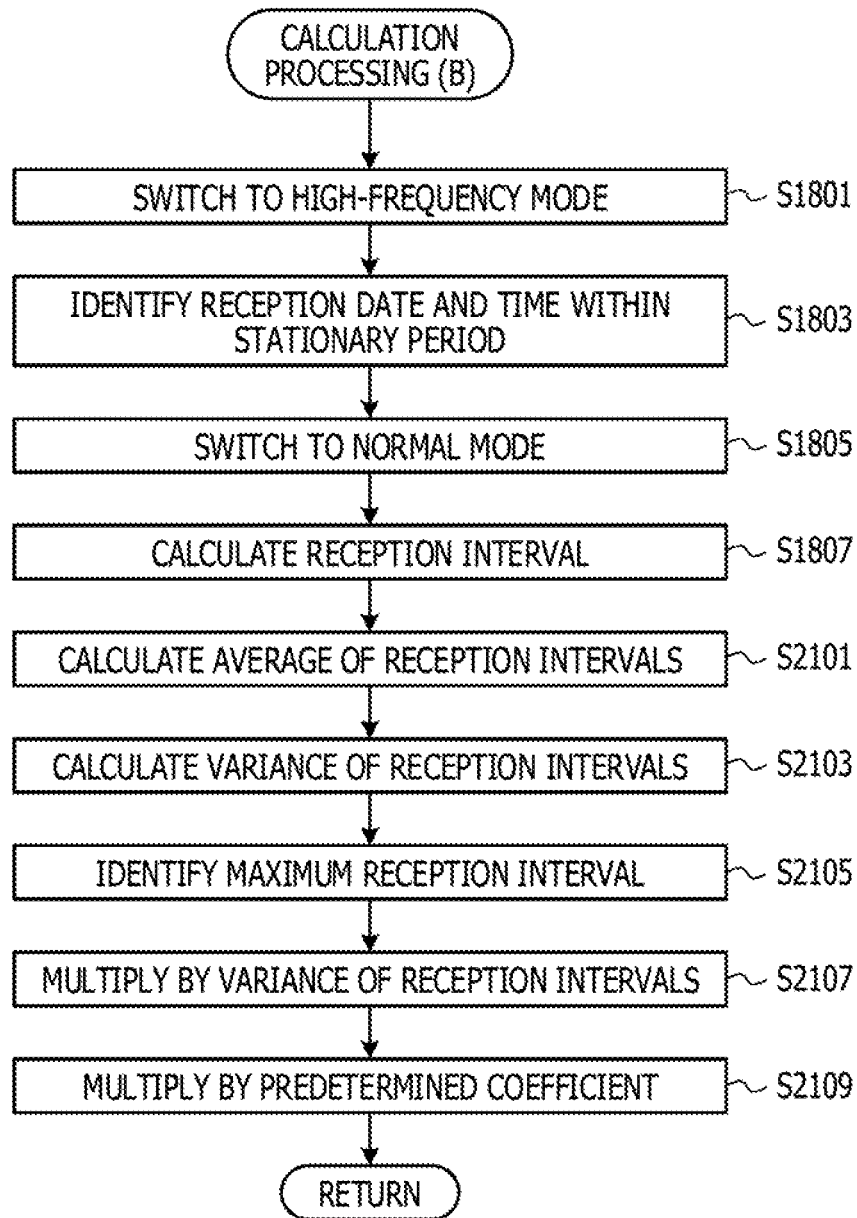 CALCULATION
PROCESSING (B)
SWITCH TO HIGH-FREQUENCY MODE
S1801
IDENTIFY RECEPTION DATE AND TIME WITHIN
STATIONARY PERIOD
S1803
SWITCH TO NORMAL MODE
S1805
CALCULATE RECEPTION INTERVAL
S1807
CALCULATE AVERAGE OF RECEPTION INTERVALS
S2101
CALCULATE VARIANCE OF RECEPTION INTERVALS
S2103
IDENTIFY MAXIMUM RECEPTION INTERVAL
S2105
MULTIPLY BY VARIANCE OF RECEPTION INTERVALS
S2107
MULTIPLY BY PREDETERMINED COEFFICIENT
S2109
RETURN